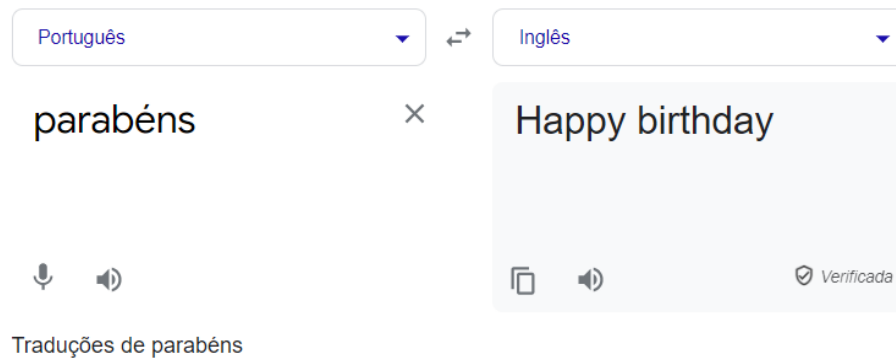 Português
Inglês
parabéns
Happy birthday
Verificada
Traduções de parabéns